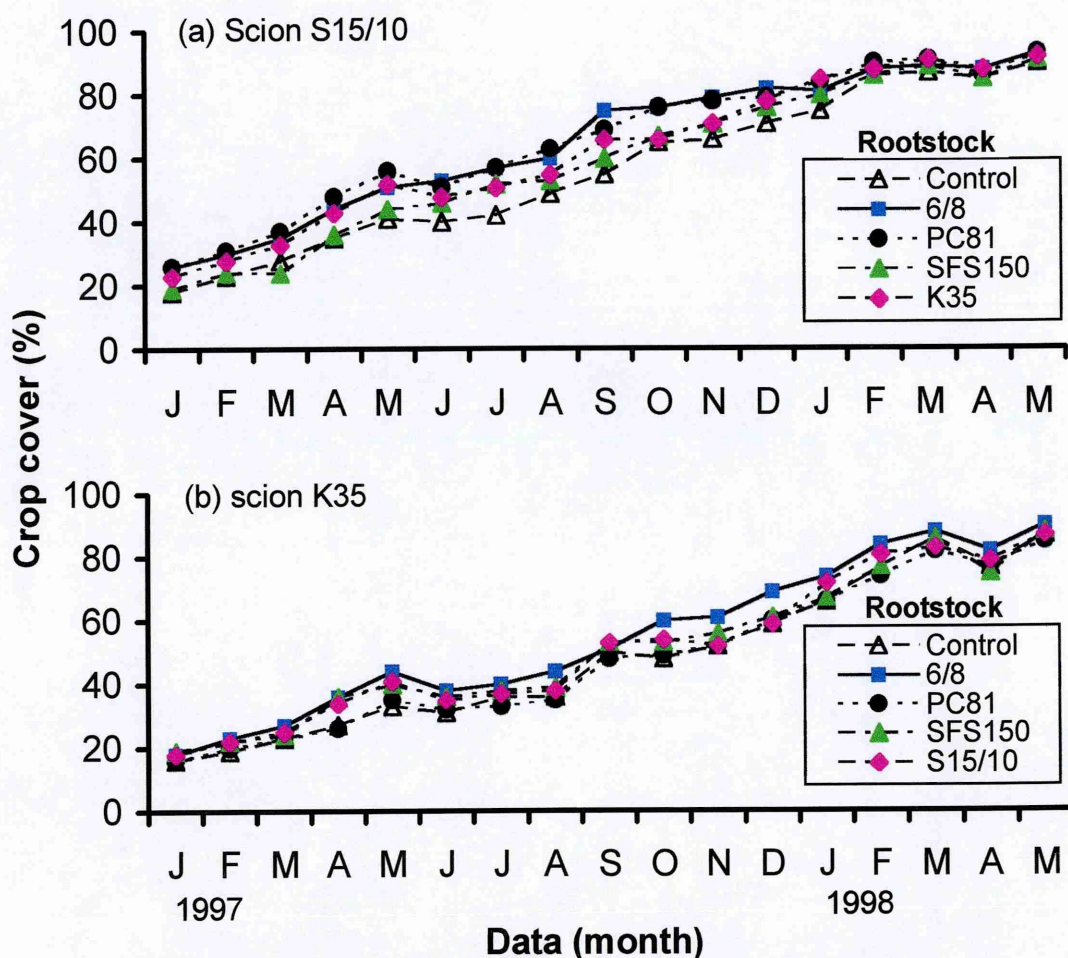 (a) Scion S15/10
100
80
60
40
20
0
Rootstock
Control
6/8
PC81
SFS150
K35
J F M A M J J A S O N D J F M A M
Crop cover (%)
(b) scion K35
100
80
60
40
20
0
Rootstock
Control
6/8
PC81
SFS150
S15/10
J F M A M J J A S O N D J F M A M
1997 1998
Data (month)